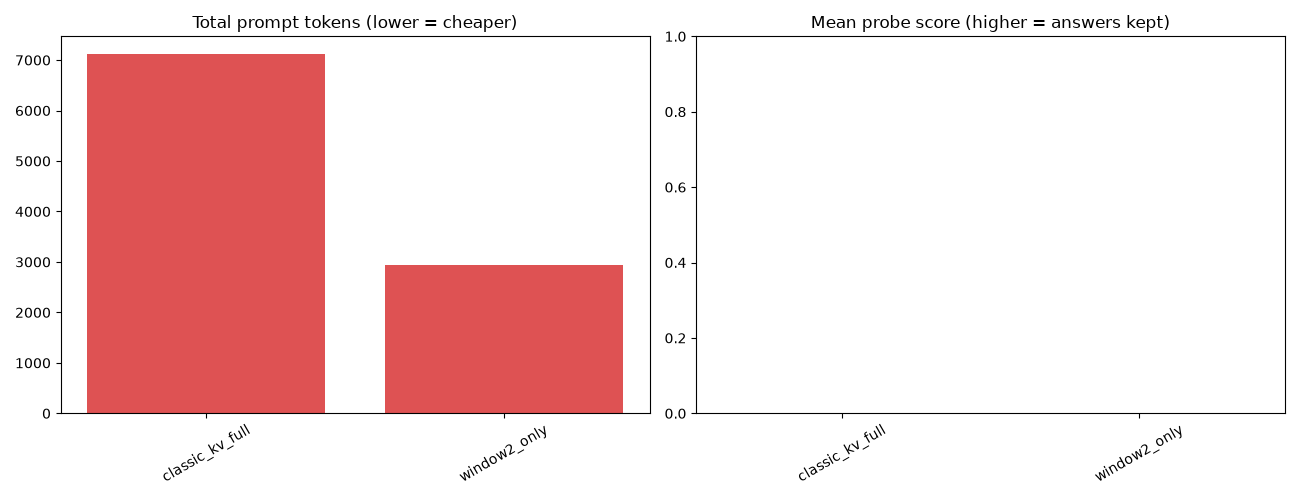 Total prompt tokens (lower = cheaper)
7000
6000
5000
4000
3000
2000
1000
0
classic_kv_full
window2_only
Mean probe score (higher = answers kept)
1.0
0.8
0.6
0.4
0.2
0.0
classic_kv_full
window2_only